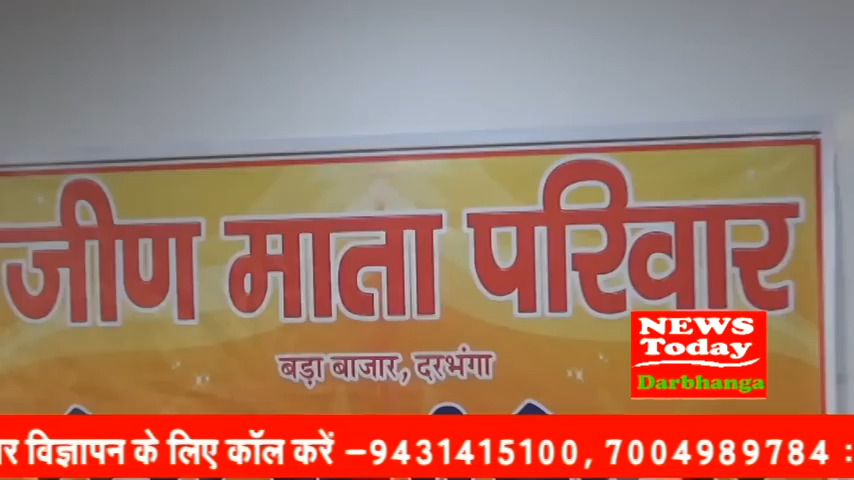 जीण माता परिवार
बड़ा बाजार, दरभंगा
NEWS
Today
Darbhanga
विज्ञापन के लिए कॉल करें –9431415100, 7004989784 :